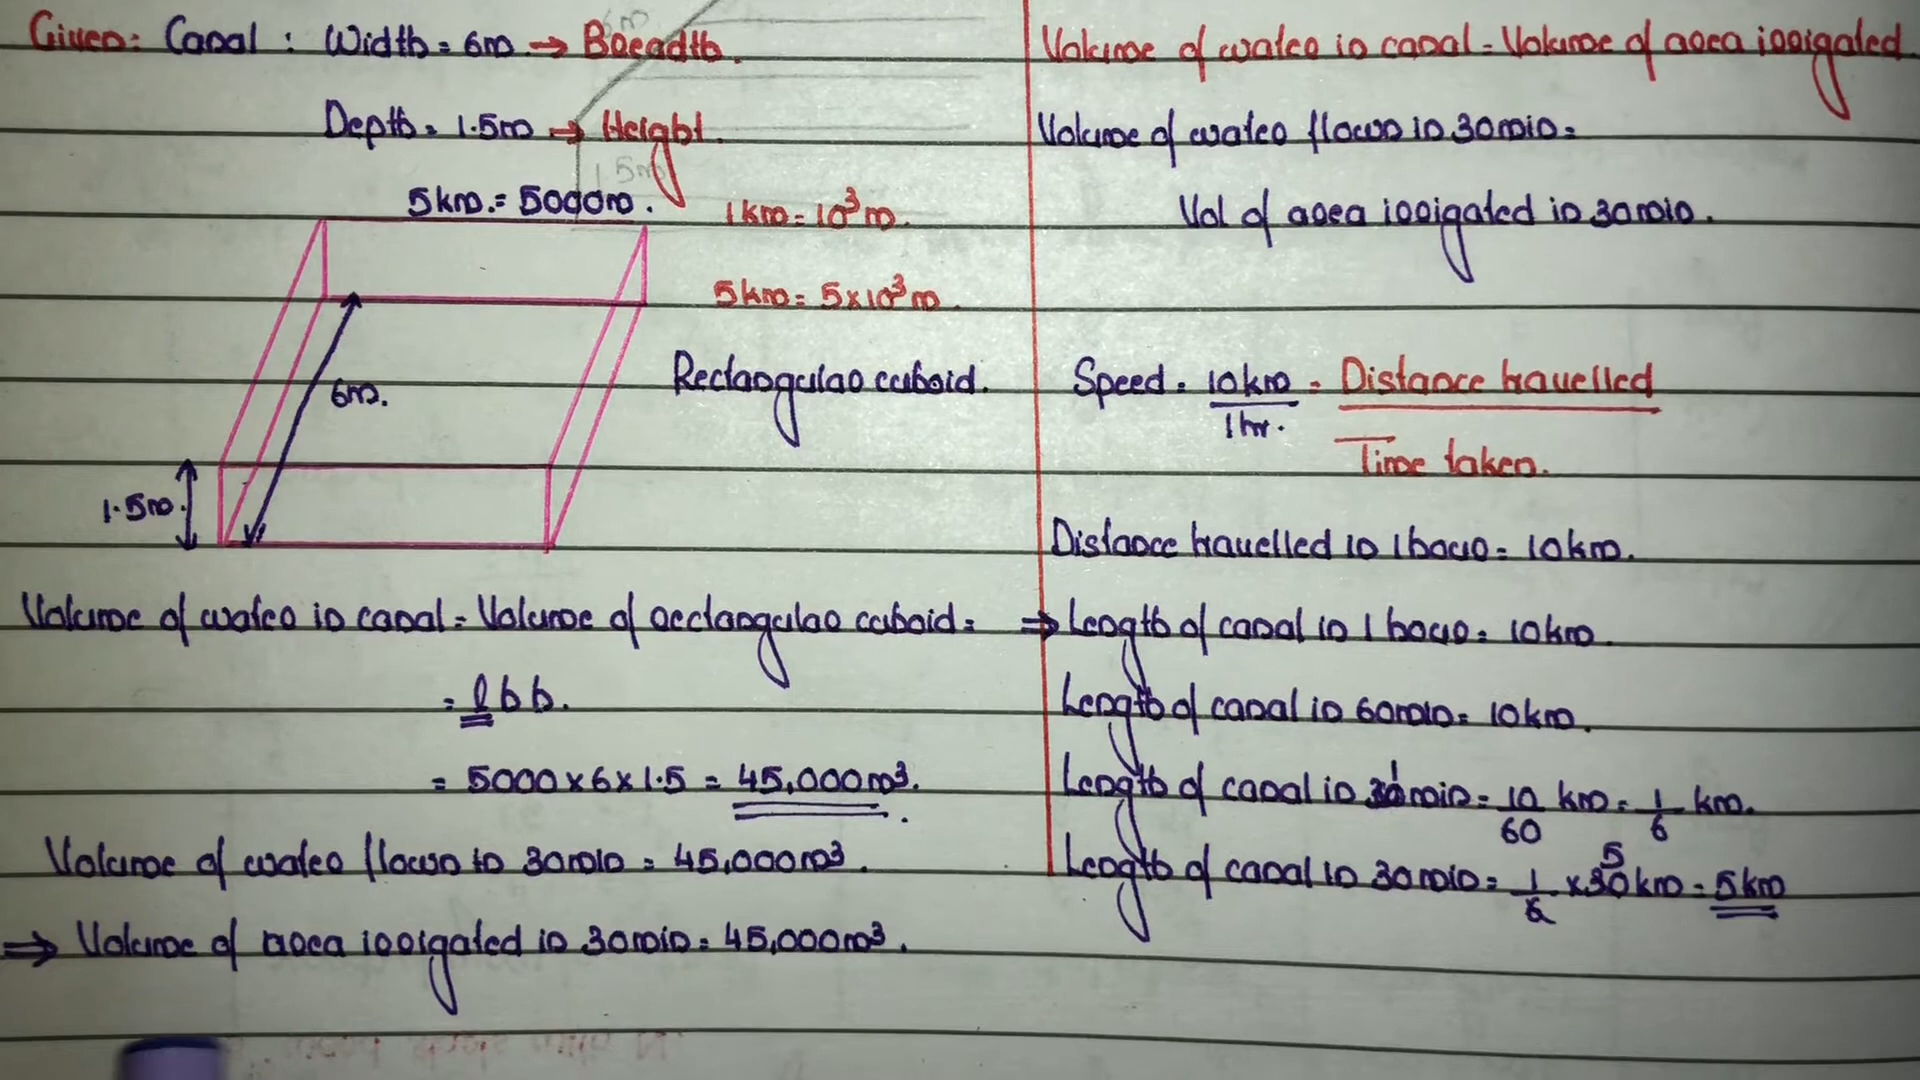 Given: Canal: Width = 6m → Breadth.
Depth = 1.5m → Height.
5km. = 5000m.
1km = 10³m.
5km = 5×10³m.
6m.
Rectangular cuboid.
1.5m.
Volume of water in canal = Volume of rectangular cuboid =
= lbh.
= 5000×6×1.5 = 45,000m³.
Volume of water flows to 30min = 45,000m³.
⇒ Volume of area irrigated in 30min = 45,000m³.
Volume of water in canal = Volume of area irrigated.
Volume of water flows in 30min =
Vol of area irrigated in 30min.
Speed = 10km / 1hr. = Distance travelled / Time taken.
Distance travelled in 1hour = 10km.
⇒ Length of canal in 1hour = 10km.
Length of canal in 60min = 10km.
Length of canal in 1min = 10/60 km = 1/6 km.
Length of canal in 30min = 1/6 ×30 5 km = 5km